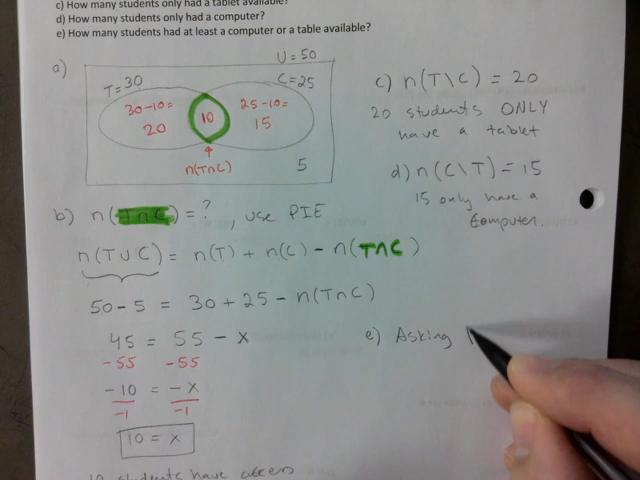 c) How many students only had a tablet available?
d) How many students only had a computer?
e) How many students had at least a computer or a table available?
a)
U = 50
T = 30
C = 25
30-10=
20
10
25-10=
15
n(T∩C)
5
b) n(T∩C) = ? , use PIE
n(T∪C) = n(T) + n(C) - n(T∩C)
50 - 5 = 30 + 25 - n(T∩C)
45 = 55 - x
-55 -55
-10 = -x
-1 -1
10 = x
10 students have access
c) n(T\C) = 20
20 students ONLY
have a tablet
d) n(C\T) = 15
15 only have a
computer.
e) Asking